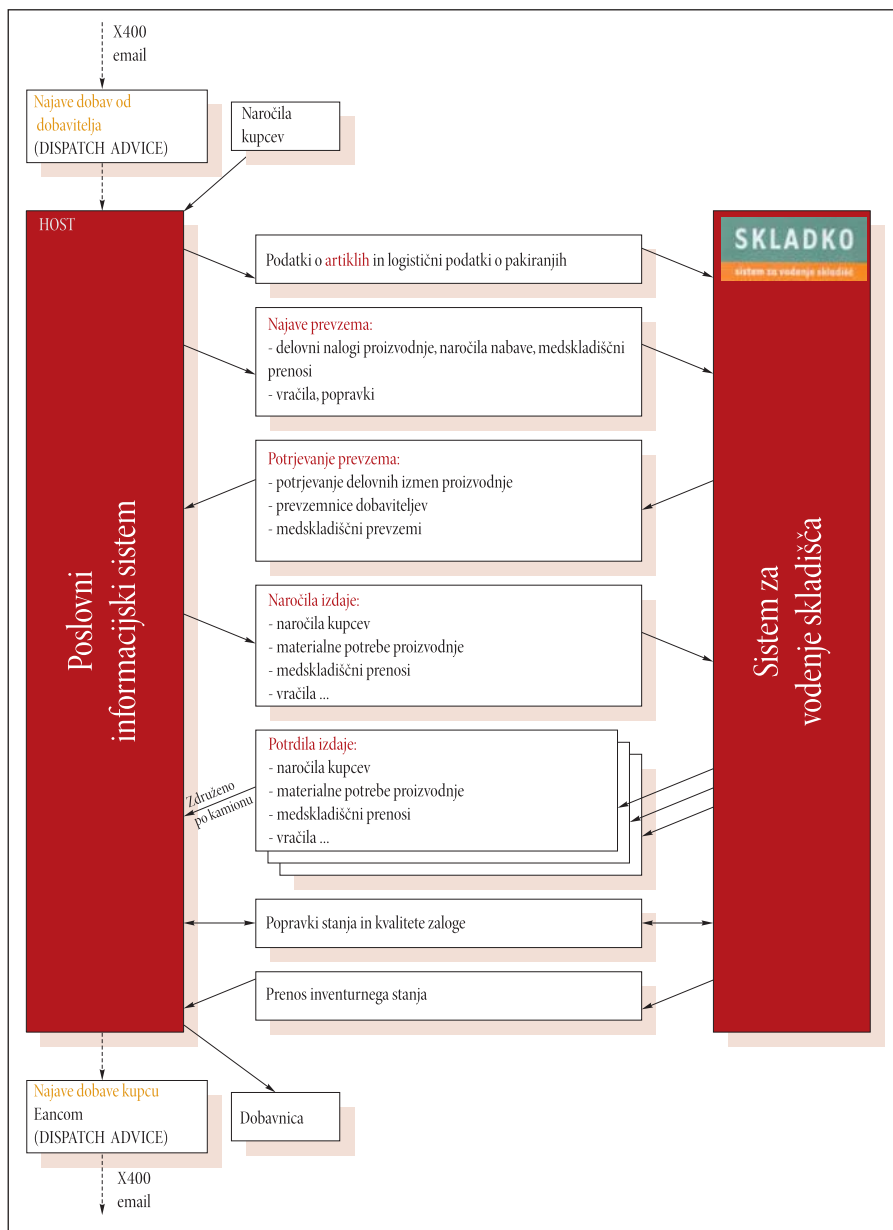 X400
email
Najave dobav od
dobavitelja
(DISPATCH ADVICE)
Naročila
kupcev
HOST
Poslovni
informacijski sistem
SKLADKO
sistem za vodenje skladišč
Sistem za
vodenje skladišča
Podatki o artiklih in logistični podatki o pakiranjih
Najave prevzema:
- delovni nalogi proizvodnje, naročila nabave, medskladiščni
prenosi
- vračila, popravki
Potrjevanje prevzema:
- potrjevanje delovnih izmen proizvodnje
- prevzemnice dobaviteljev
- medskladiščni prevzemi
Naročila izdaje:
- naročila kupcev
- materialne potrebe proizvodnje
- medskladiščni prenosi
- vračila ...
Potrdila izdaje:
- naročila kupcev
- materialne potrebe proizvodnje
- medskladiščni prenosi
- vračila ...
Združeno
po kamionu
Popravki stanja in kvalitete zaloge
Prenos inventurnega stanja
Najave dobave kupcu
Eancom
(DISPATCH ADVICE)
Dobavnica
X400
email